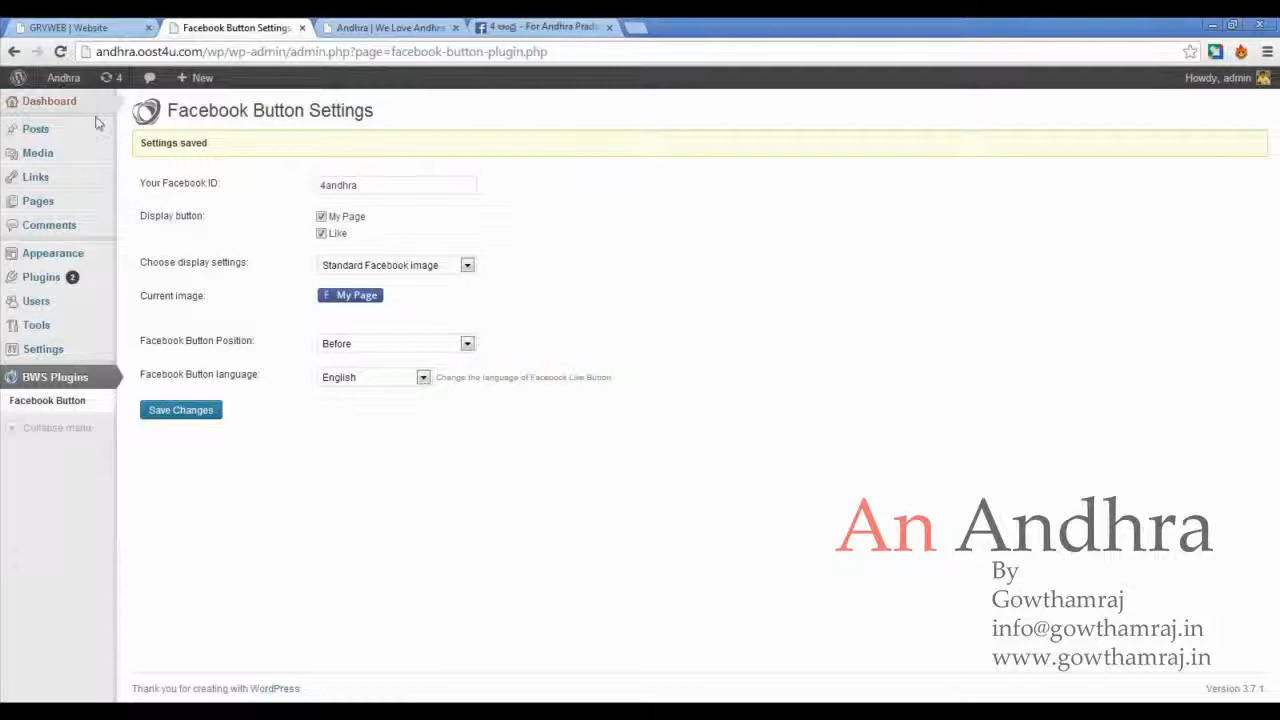 GRVWEB | Website
Facebook Button Settings
Andhra | We Love Andhra
For Andhra Prad
andhra.oost4u.com/wp/wp-admin/admin.php?page=facebook-button-plugin.php
Andhra 4 + New
Howdy, admin
Dashboard
Posts
Media
Links
Pages
Comments
Appearance
Plugins 2
Users
Tools
Settings
BWS Plugins
Facebook Button
Collapse menu
Facebook Button Settings
Settings saved
Your Facebook ID: 4andhra
Display button: My Page
Like
Choose display settings: Standard Facebook image
Current image: F My Page
Facebook Button Position: Before
Facebook Button language: English Change the language of Facebook Like Button
Save Changes
An Andhra
By
Gowthamraj
info@gowthamraj.in
www.gowthamraj.in
Thank you for creating with WordPress
Version 3.7.1